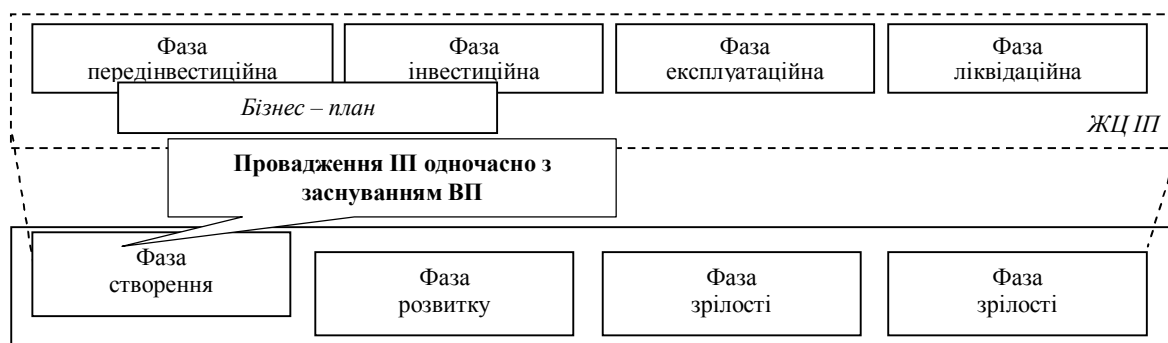 Фаза
передінвестиційна
Фаза
інвестиційна
Фаза
експлуатаційна
Фаза
ліквідаційна
Бізнес – план
ЖЦ ІП
Провадження ІП одночасно з
заснуванням ВП
Фаза
створення
Фаза
розвитку
Фаза
зрілості
Фаза
зрілості